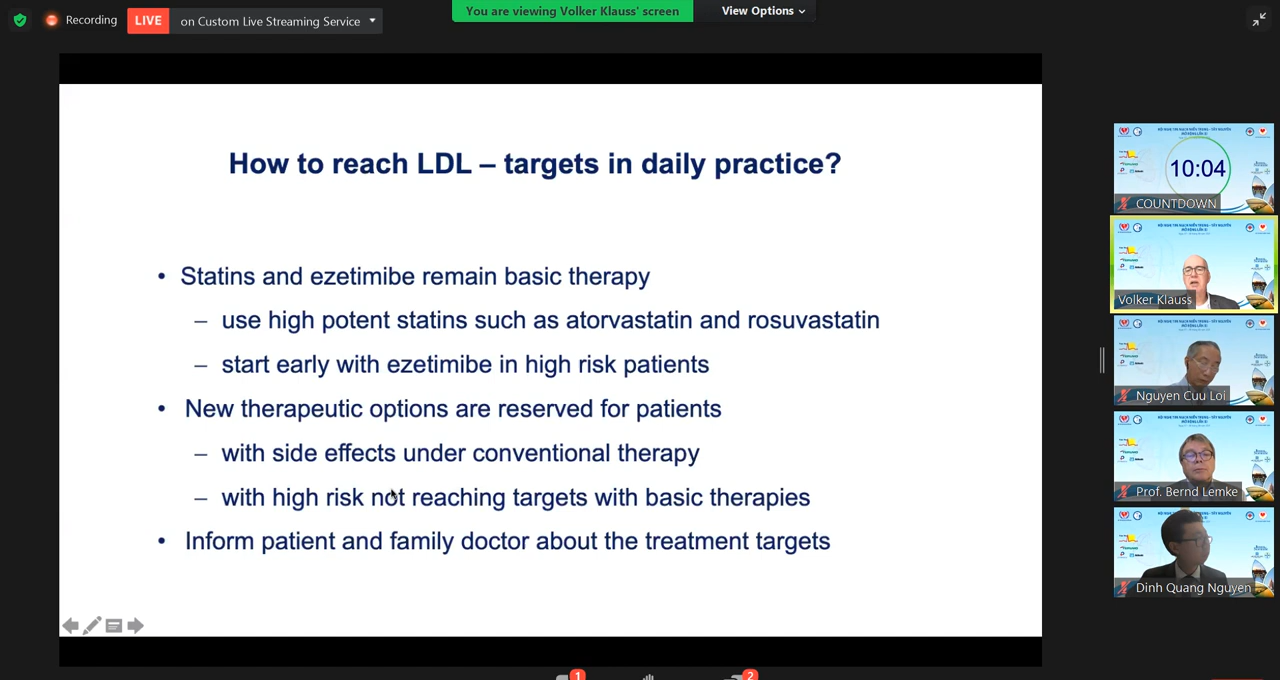 Recording
LIVE
on Custom Live Streaming Service
You are viewing Volker Klauss' screen
View Options
How to reach LDL – targets in daily practice?
• Statins and ezetimibe remain basic therapy
– use high potent statins such as atorvastatin and rosuvastatin
– start early with ezetimibe in high risk patients
• New therapeutic options are reserved for patients
– with side effects under conventional therapy
– with high risk not reaching targets with basic therapies
• Inform patient and family doctor about the treatment targets
10:04
COUNTDOWN
Volker Klauss
Nguyen Cuu Loi
Prof. Bernd Lemke
Dinh Quang Nguyen
1
2